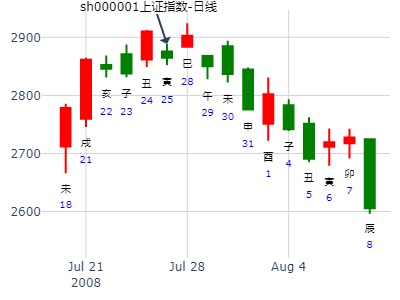 sh000001上证指数-日线
2900
2800
2700
2600
未
18
戌
21
亥
22
子
23
丑
24
寅
25
巳
28
午
29
未
30
申
31
酉
1
子
4
丑
5
寅
6
卯
7
辰
8
Jul 21
2008
Jul 28
Aug 4